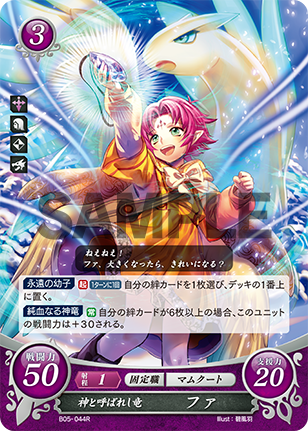 3
SAMPLE
ねえねえ！
ファ、大きくなったら、きれいになる？
永遠の幼子 起 1ターンに1回 自分の絆カードを1枚選び、デッキの1番上
に置く。
純血なる神竜 常 自分の絆カードが6枚以上の場合、このユニット
の戦闘力は+30される。
戦闘力 50
射程 1 固定職 マムクート
支援力 20
神と呼ばれし竜 ファ
B05-044R
Illust：碧風羽